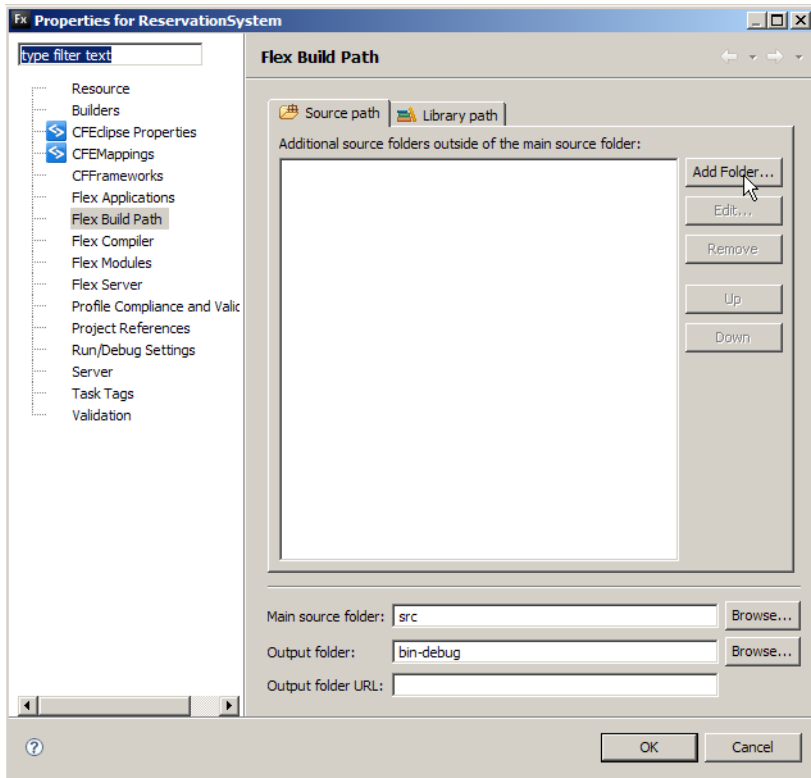 Fx Properties for ReservationSystem
type filter text
Resource
Builders
CFEclipse Properties
CFEMappings
CFFrameworks
Flex Applications
Flex Build Path
Flex Compiler
Flex Modules
Flex Server
Profile Compliance and Valic
Project References
Run/Debug Settings
Server
Task Tags
Validation
Flex Build Path
Source path
Library path
Additional source folders outside of the main source folder:
Add Folder...
Edit...
Remove
Up
Down
Main source folder: src Browse...
Output folder: bin-debug Browse...
Output folder URL:
? OK Cancel